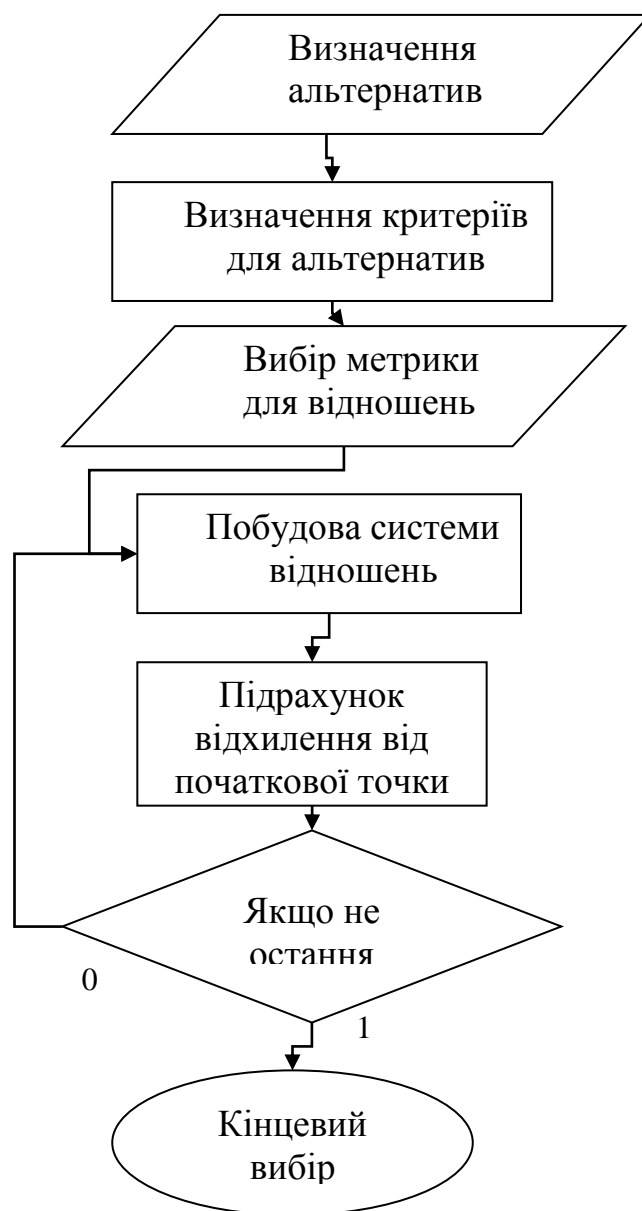 Визначення
альтернатив
Визначення критеріїв
для альтернатив
Вибір метрики
для відношень
Побудова системи
відношень
Підрахунок
відхилення від
початкової точки
Якщо не
остання
0
1
Кінцевий
вибір